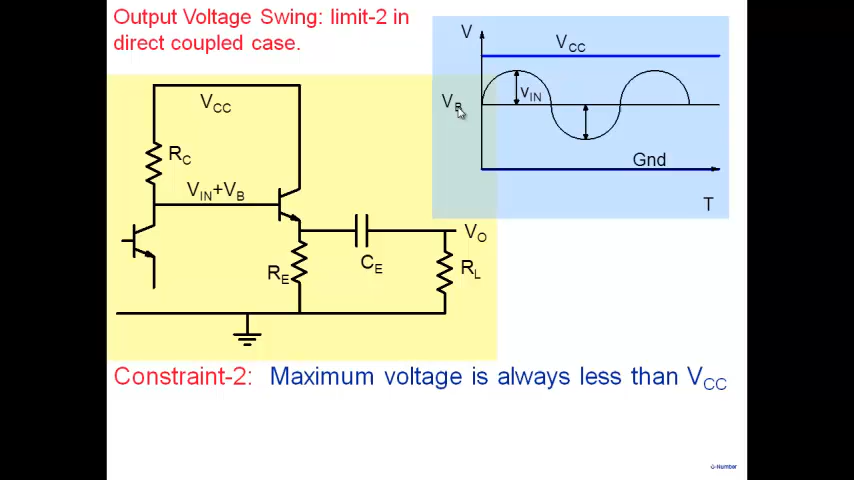 Output Voltage Swing: limit-2 in
direct coupled case.
V
VCC
VB
vIN
Gnd
T
VCC
RC
VIN+VB
VO
RE
CE
RL
Constraint-2: Maximum voltage is always less than VCC